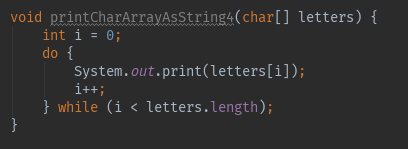 void printCharArrayAsString4(char[] letters) {
    int i = 0;
    do {
        System.out.print(letters[i]);
        i++;
    } while (i < letters.length);
}